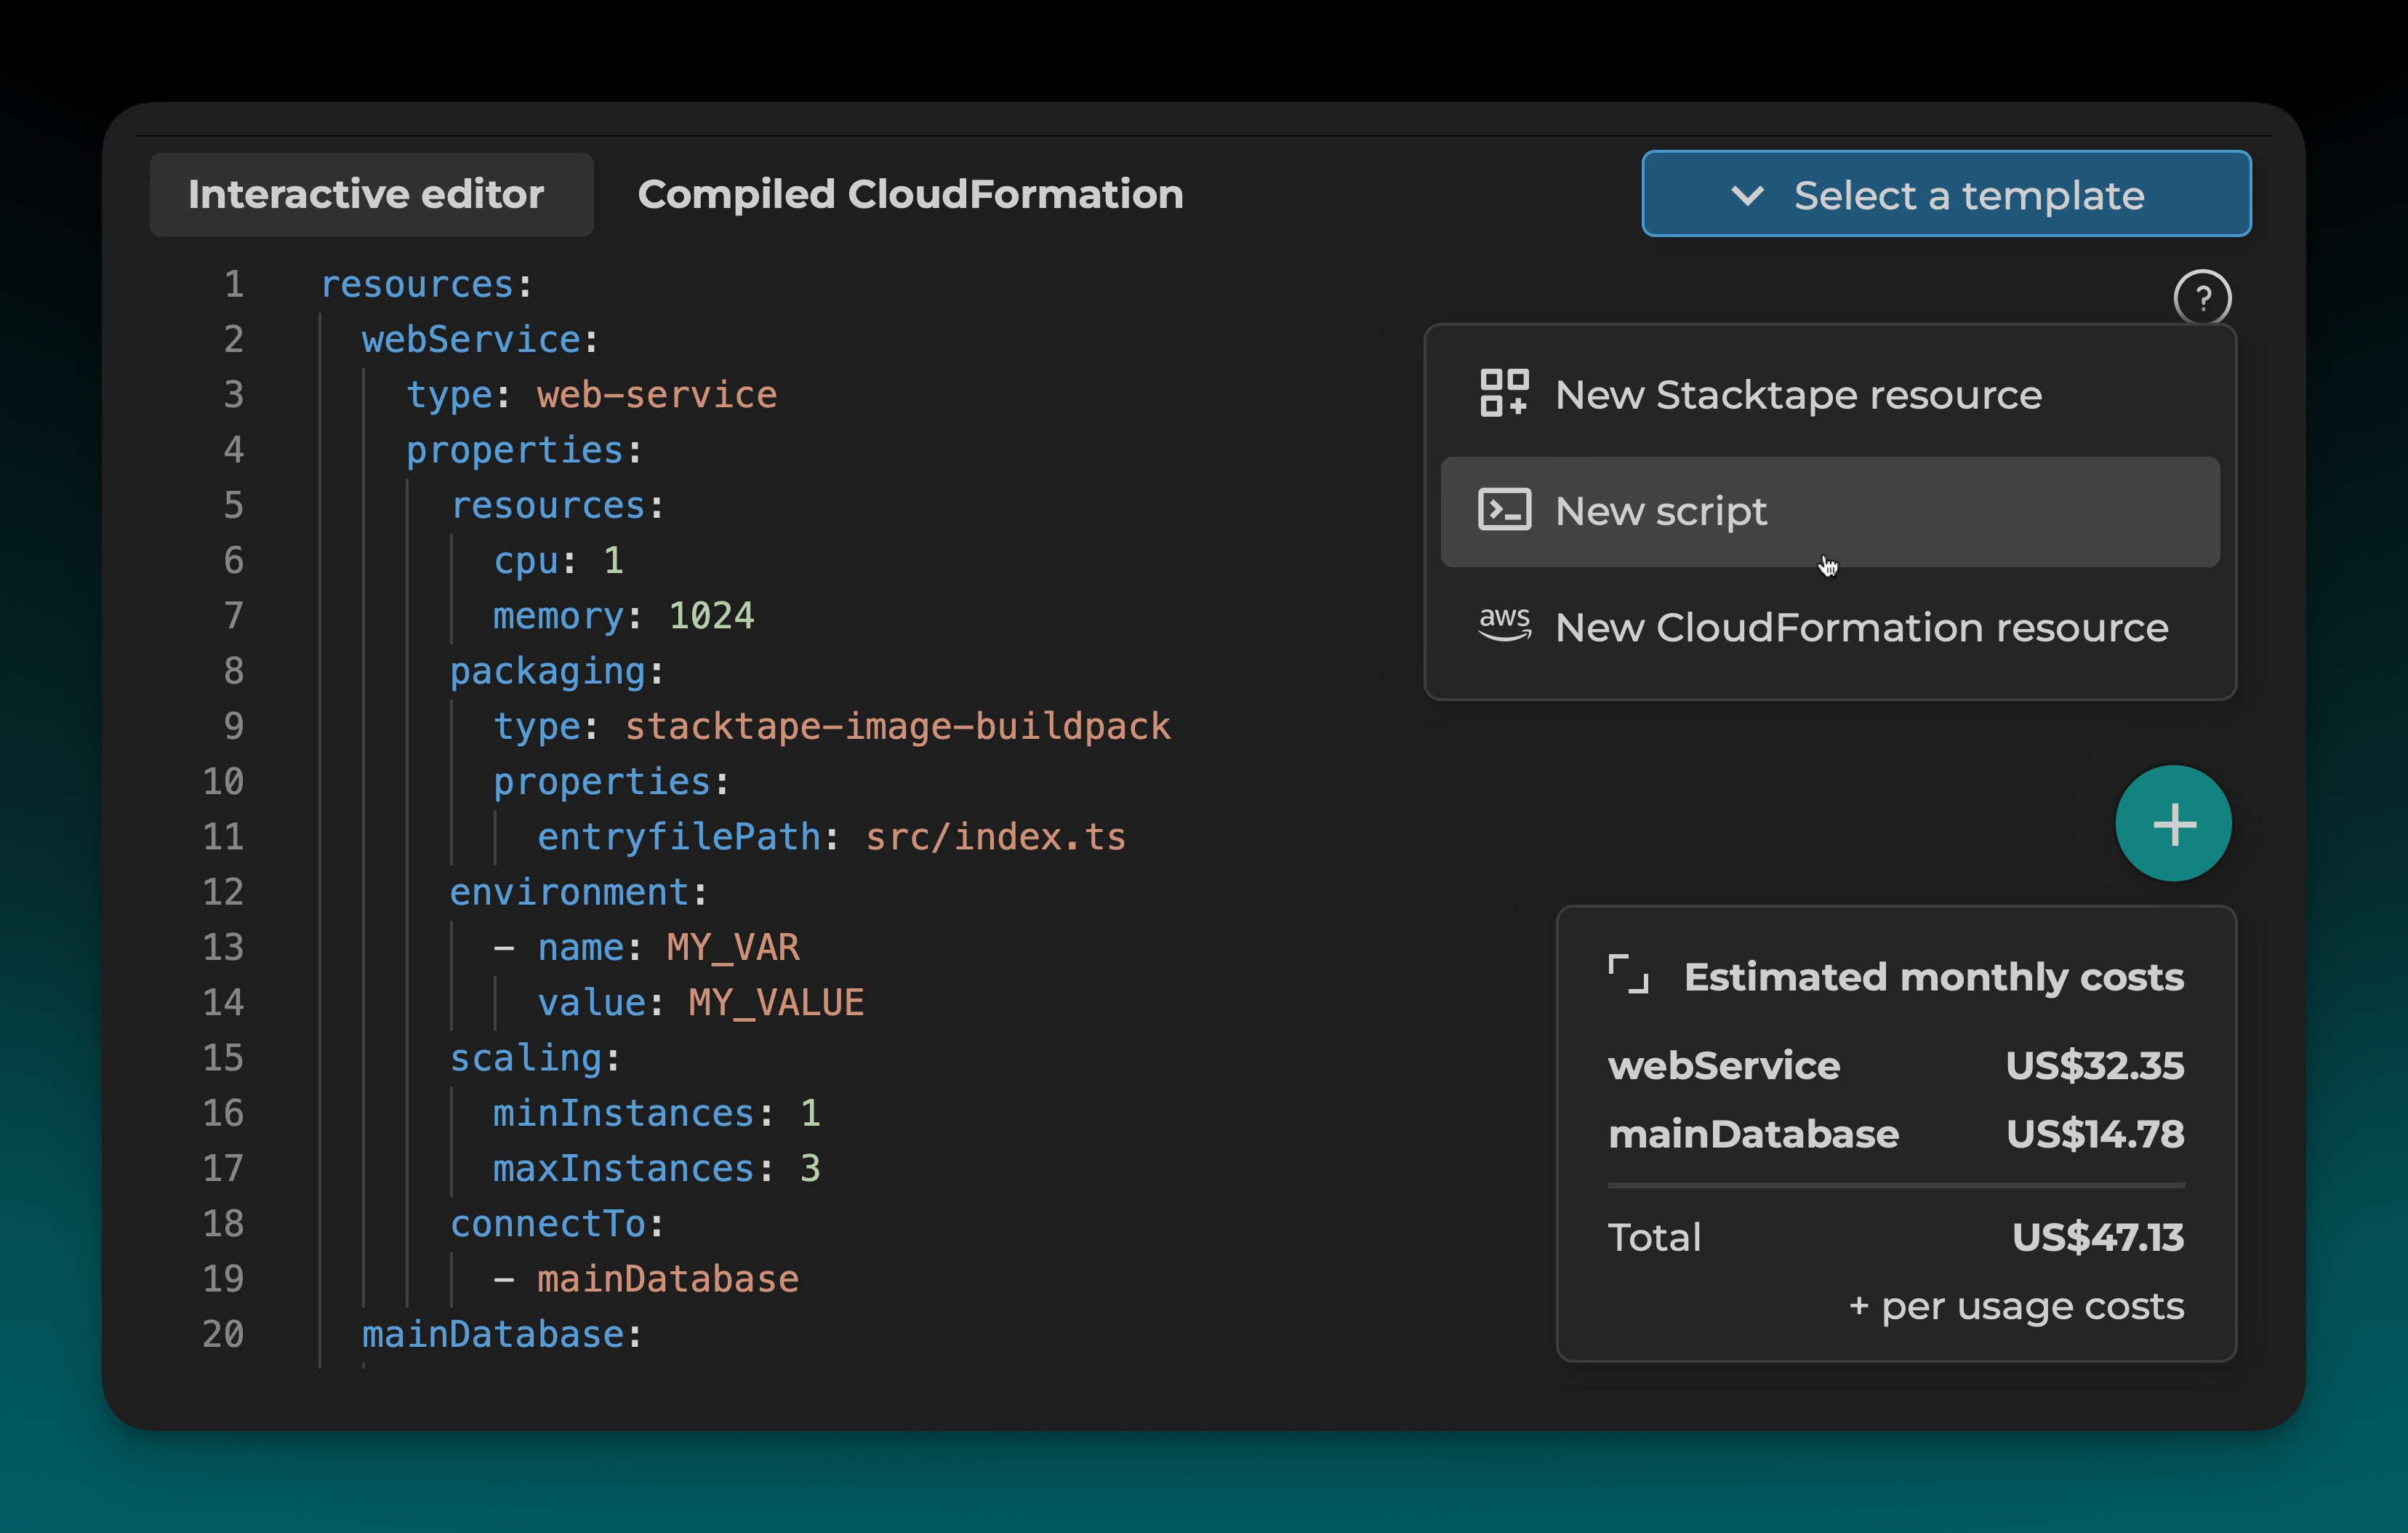 Interactive editor
Compiled CloudFormation
Select a template
1 resources:
2 webService:
3 type: web-service
4 properties:
5 resources:
6 cpu: 1
7 memory: 1024
8 packaging:
9 type: stacktape-image-buildpack
10 properties:
11 entryfilePath: src/index.ts
12 environment:
13 - name: MY_VAR
14 value: MY_VALUE
15 scaling:
16 minInstances: 1
17 maxInstances: 3
18 connectTo:
19 - mainDatabase
20 mainDatabase:
?
New Stacktape resource
New script
aws New CloudFormation resource
+
Estimated monthly costs
webService US$32.35
mainDatabase US$14.78
Total US$47.13
+ per usage costs